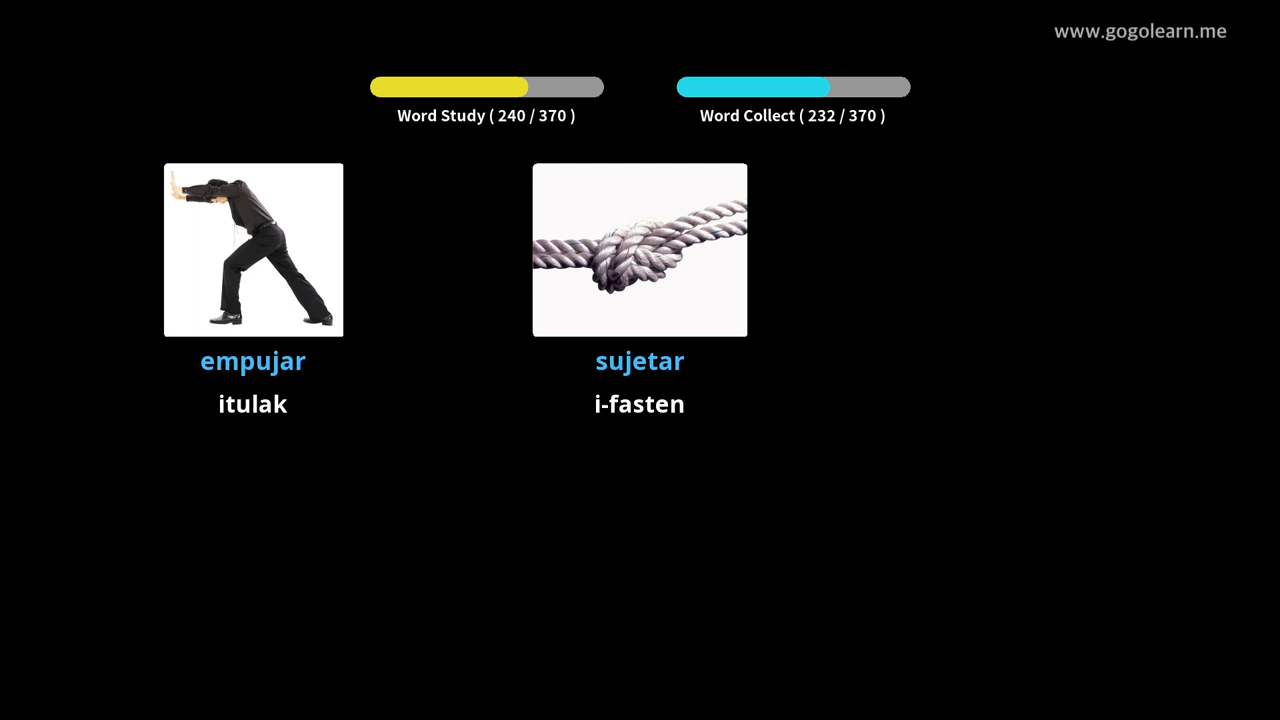 www.gogolearn.me
Word Study ( 240 / 370 )
Word Collect ( 232 / 370 )
empujar
itulak
sujetar
i-fasten